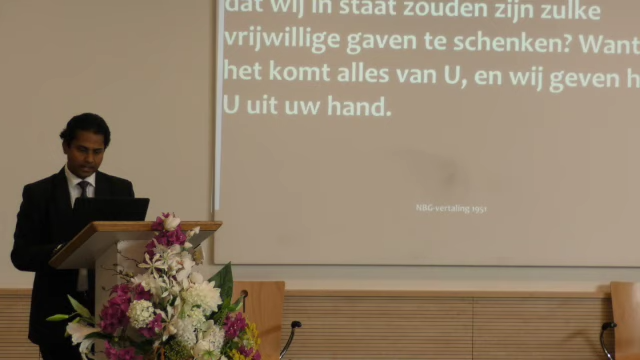 dat wij in staat zouden zijn zulke
vrijwillige gaven te schenken? Want
het komt alles van U, en wij geven h
U uit uw hand.
NBG-vertaling 1951